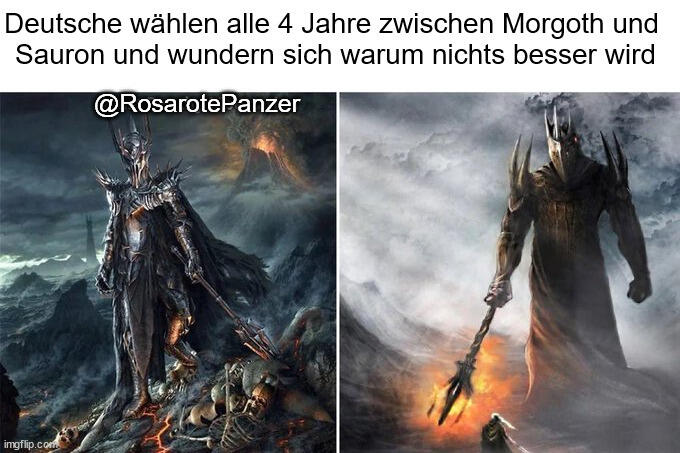 Deutsche wählen alle 4 Jahre zwischen Morgoth und
Sauron und wundern sich warum nichts besser wird
@RosarotePanzer
imgflip.com